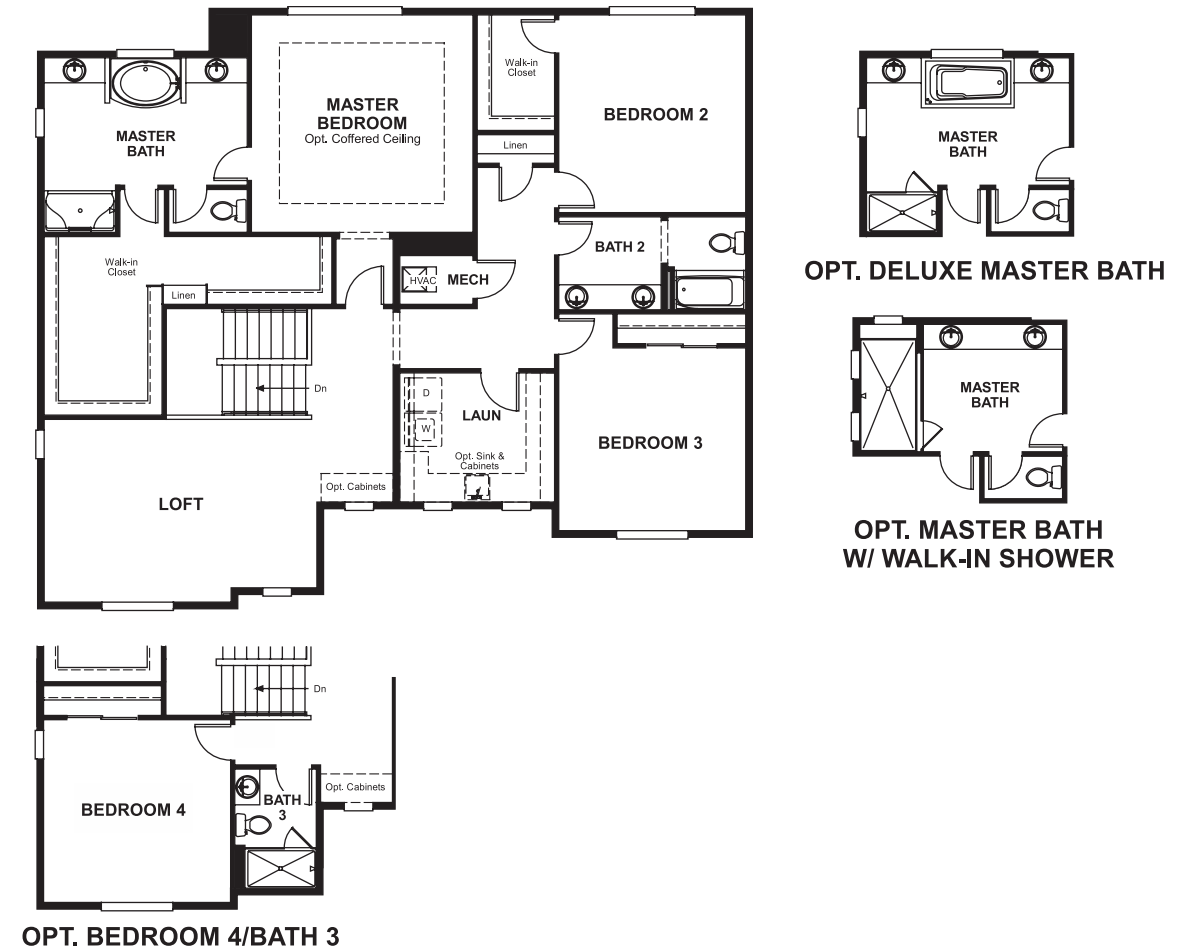 Walk-in
Closet
MASTER
BEDROOM
Opt. Coffered Ceiling
BEDROOM 2
MASTER
BATH
Linen
MASTER
BATH
Walk-in
Closet
BATH 2
OPT. DELUXE MASTER BATH
HVAC
MECH
Linen
Dn
D
W
LAUN
Opt. Sink &
Cabinets
BEDROOM 3
MASTER
BATH
Opt. Cabinets
LOFT
OPT. MASTER BATH
W/ WALK-IN SHOWER
Dn
Opt. Cabinets
BEDROOM 4
BATH
3
OPT. BEDROOM 4/BATH 3